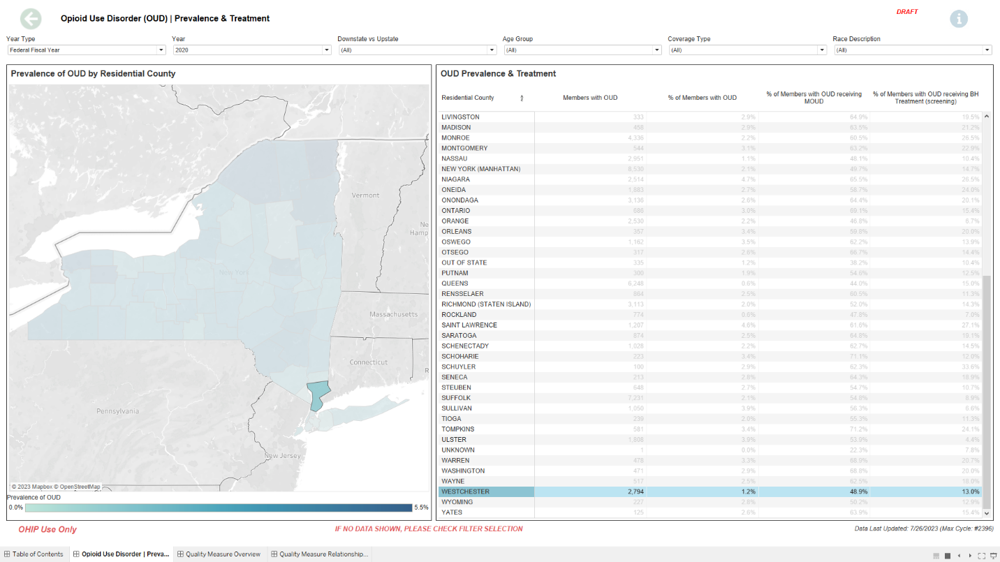 Opioid Use Disorder (OUD) | Prevalence & Treatment
DRAFT
i
Year Type Year Downstate vs Upstate Age Group Coverage Type Race Description
Federal Fiscal Year 2020 (All) (All) (All) (All)
Prevalence of OUD by Residential County
Vermont
Ne
Hamp
New York
Massachusetts
Connecticut
R
Pennsylvania
New Jersey
© 2023 Mapbox © OpenStreetMap
Prevalence of OUD
0.0% 5.5%
OUD Prevalence & Treatment
Residential County Members with OUD % of Members with OUD % of Members with OUD receiving MOUD % of Members with OUD receiving BH Treatment (screening)
LIVINGSTON 333 2.9% 64.9% 19.5%
MADISON 458 2.9% 63.5% 21.2%
MONROE 4,336 2.2% 60.5% 26.5%
MONTGOMERY 544 3.1% 63.2% 22.9%
NASSAU 2,951 1.1% 48.1% 10.4%
NEW YORK (MANHATTAN) 8,530 2.1% 49.7% 14.7%
NIAGARA 2,514 4.7% 65.5% 26.5%
ONEIDA 1,883 2.7% 58.7% 24.0%
ONONDAGA 3,136 2.6% 64.4% 20.1%
ONTARIO 686 3.0% 69.1% 15.4%
ORANGE 2,530 2.2% 46.8% 6.7%
ORLEANS 357 3.4% 59.8% 20.0%
OSWEGO 1,162 3.5% 62.2% 13.9%
OTSEGO 317 2.6% 66.7% 14.4%
OUT OF STATE 335 1.2% 38.2% 10.4%
PUTNAM 300 1.9% 54.6% 12.5%
QUEENS 6,248 0.6% 44.0% 15.0%
RENSSELAER 864 2.5% 60.5% 11.3%
RICHMOND (STATEN ISLAND) 3,113 2.0% 52.0% 14.3%
ROCKLAND 774 0.6% 47.8% 7.0%
SAINT LAWRENCE 1,207 4.6% 61.6% 27.1%
SARATOGA 874 2.5% 64.8% 19.1%
SCHENECTADY 1,028 2.2% 62.7% 14.5%
SCHOHARIE 223 3.4% 71.1% 12.0%
SCHUYLER 100 2.9% 62.3% 33.6%
SENECA 213 2.8% 64.3% 18.9%
STEUBEN 648 2.7% 54.7% 10.7%
SUFFOLK 7,231 2.1% 54.8% 8.9%
SULLIVAN 1,050 3.9% 56.3% 6.6%
TIOGA 239 2.0% 55.3% 11.3%
TOMPKINS 581 3.4% 71.2% 24.1%
ULSTER 1,808 3.9% 53.9% 4.4%
UNKNOWN 1 0.0% 22.3% 7.8%
WARREN 478 3.3% 68.9% 20.7%
WASHINGTON 471 2.9% 68.8% 20.0%
WAYNE 517 2.5% 62.5% 18.0%
WESTCHESTER 2,794 1.2% 48.9% 13.0%
WYOMING 227 2.8% 50.2% 12.9%
YATES 125 2.6% 63.9% 15.4%
OHIP Use Only
IF NO DATA SHOWN, PLEASE CHECK FILTER SELECTION
Data Last Updated: 7/26/2023 (Max Cycle: #2396)
Table of Contents Opioid Use Disorder | Preva... Quality Measure Overview Quality Measure Relationship...